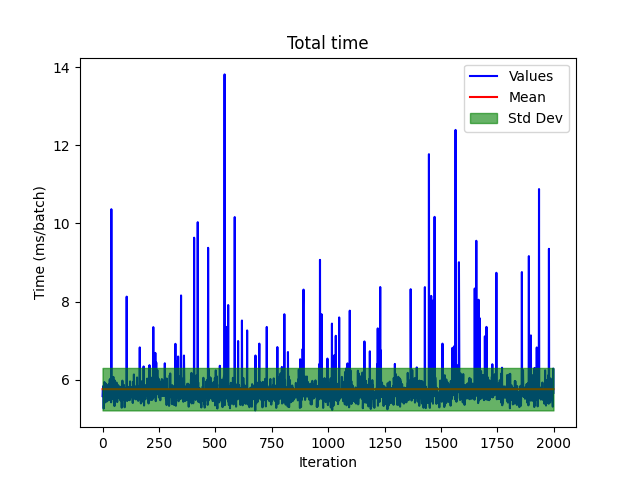 Total time
Time (ms/batch)
14
12
10
8
6
Values
Mean
Std Dev
0 250 500 750 1000 1250 1500 1750 2000
Iteration